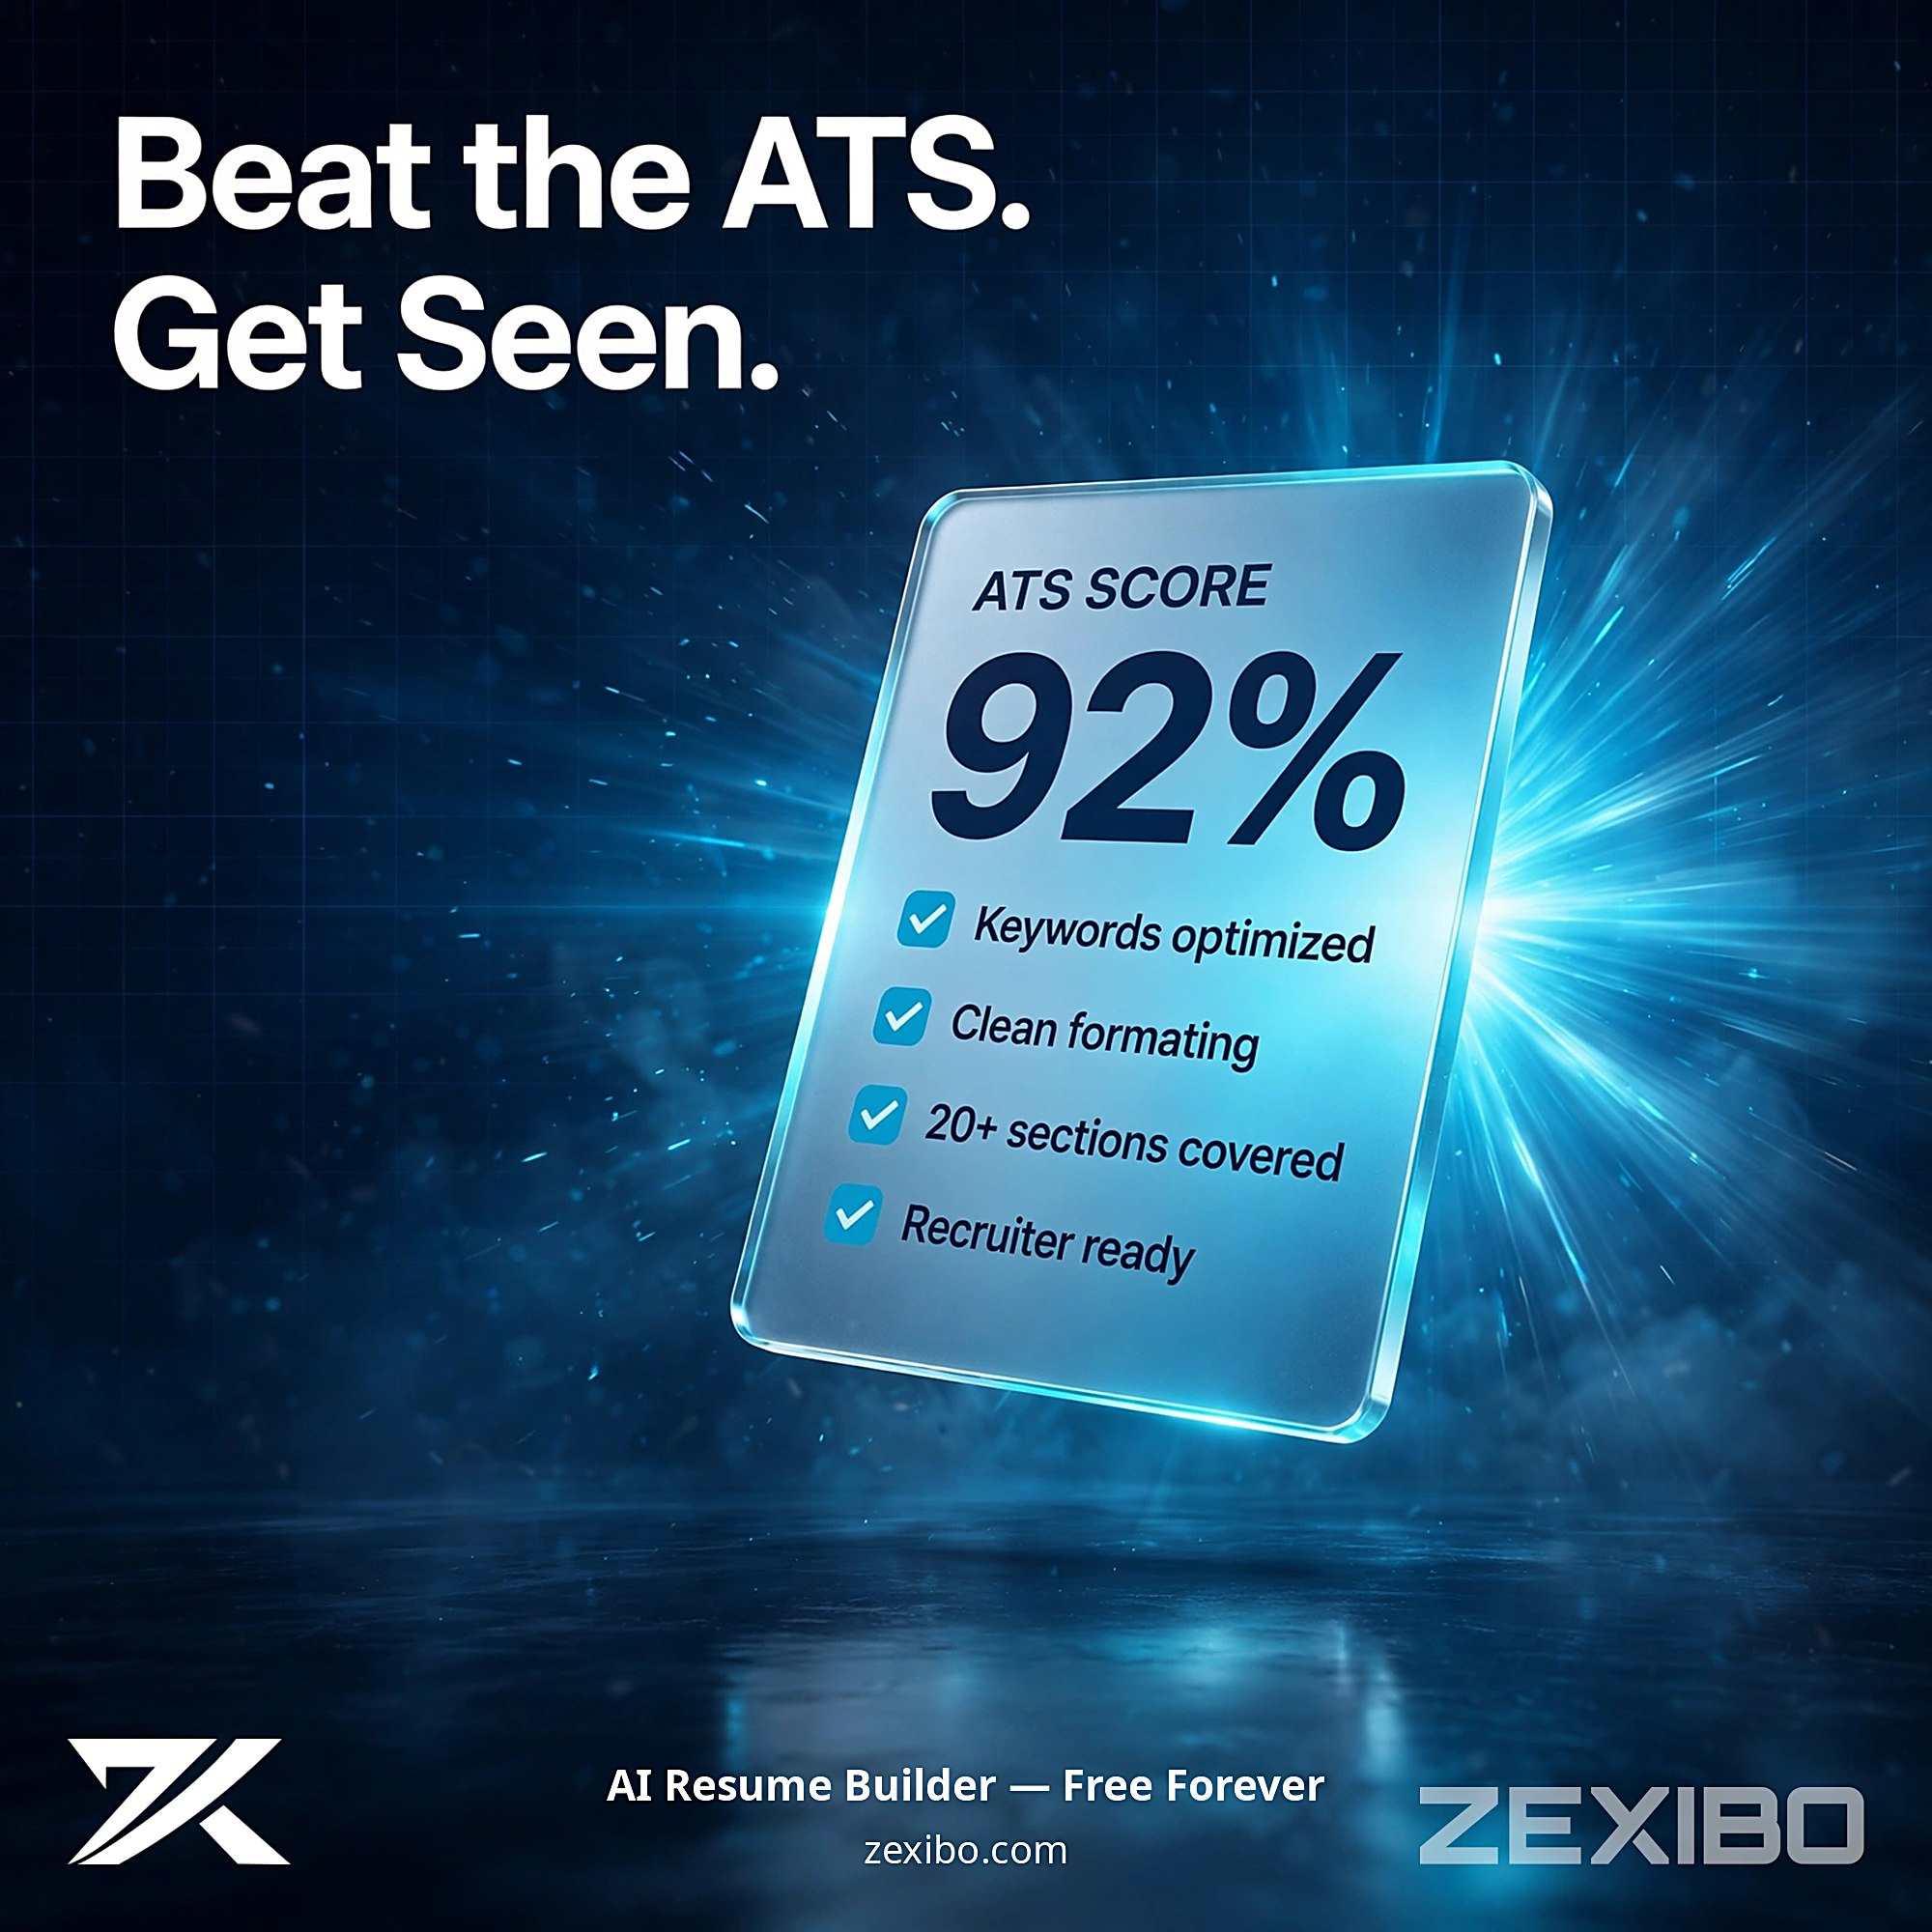 Beat the ATS.
Get Seen.
ATS SCORE
92%
Keywords optimized
Clean formating
20+ sections covered
Recruiter ready
AI Resume Builder — Free Forever
zexibo.com
ZEXIBO